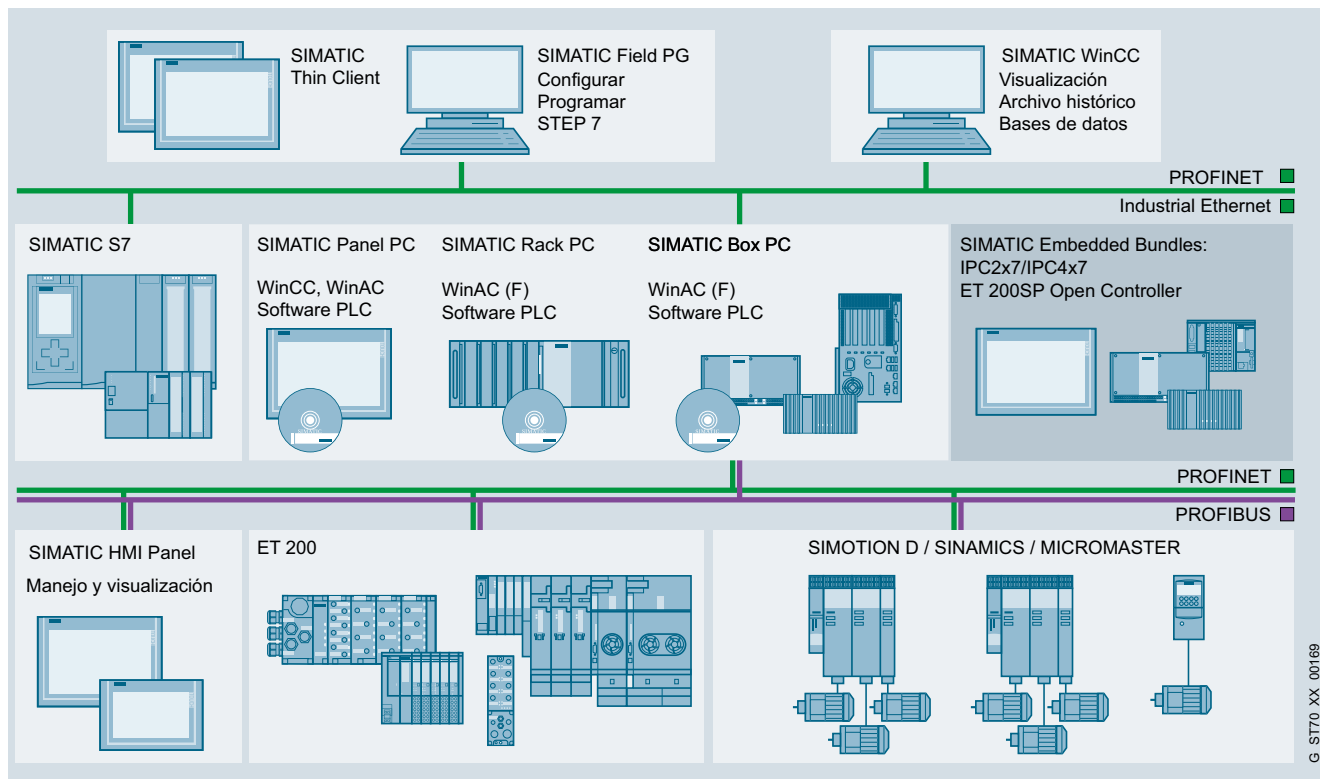 SIMATIC
Thin Client
SIMATIC Field PG
Configurar
Programar
STEP 7
SIMATIC WinCC
Visualización
Archivo histórico
Bases de datos
PROFINET
Industrial Ethernet
SIMATIC S7
SIMATIC Panel PC
WinCC, WinAC
Software PLC
SIMATIC Rack PC
WinAC (F)
Software PLC
SIMATIC Box PC
WinAC (F)
Software PLC
SIMATIC Embedded Bundles:
IPC2x7/IPC4x7
ET 200SP Open Controller
SIMATIC
SIMATIC
SIMATIC
PROFINET
PROFIBUS
SIMATIC HMI Panel
Manejo y visualización
ET 200
SIMOTION D / SINAMICS / MICROMASTER
G_ST70_XX_00169